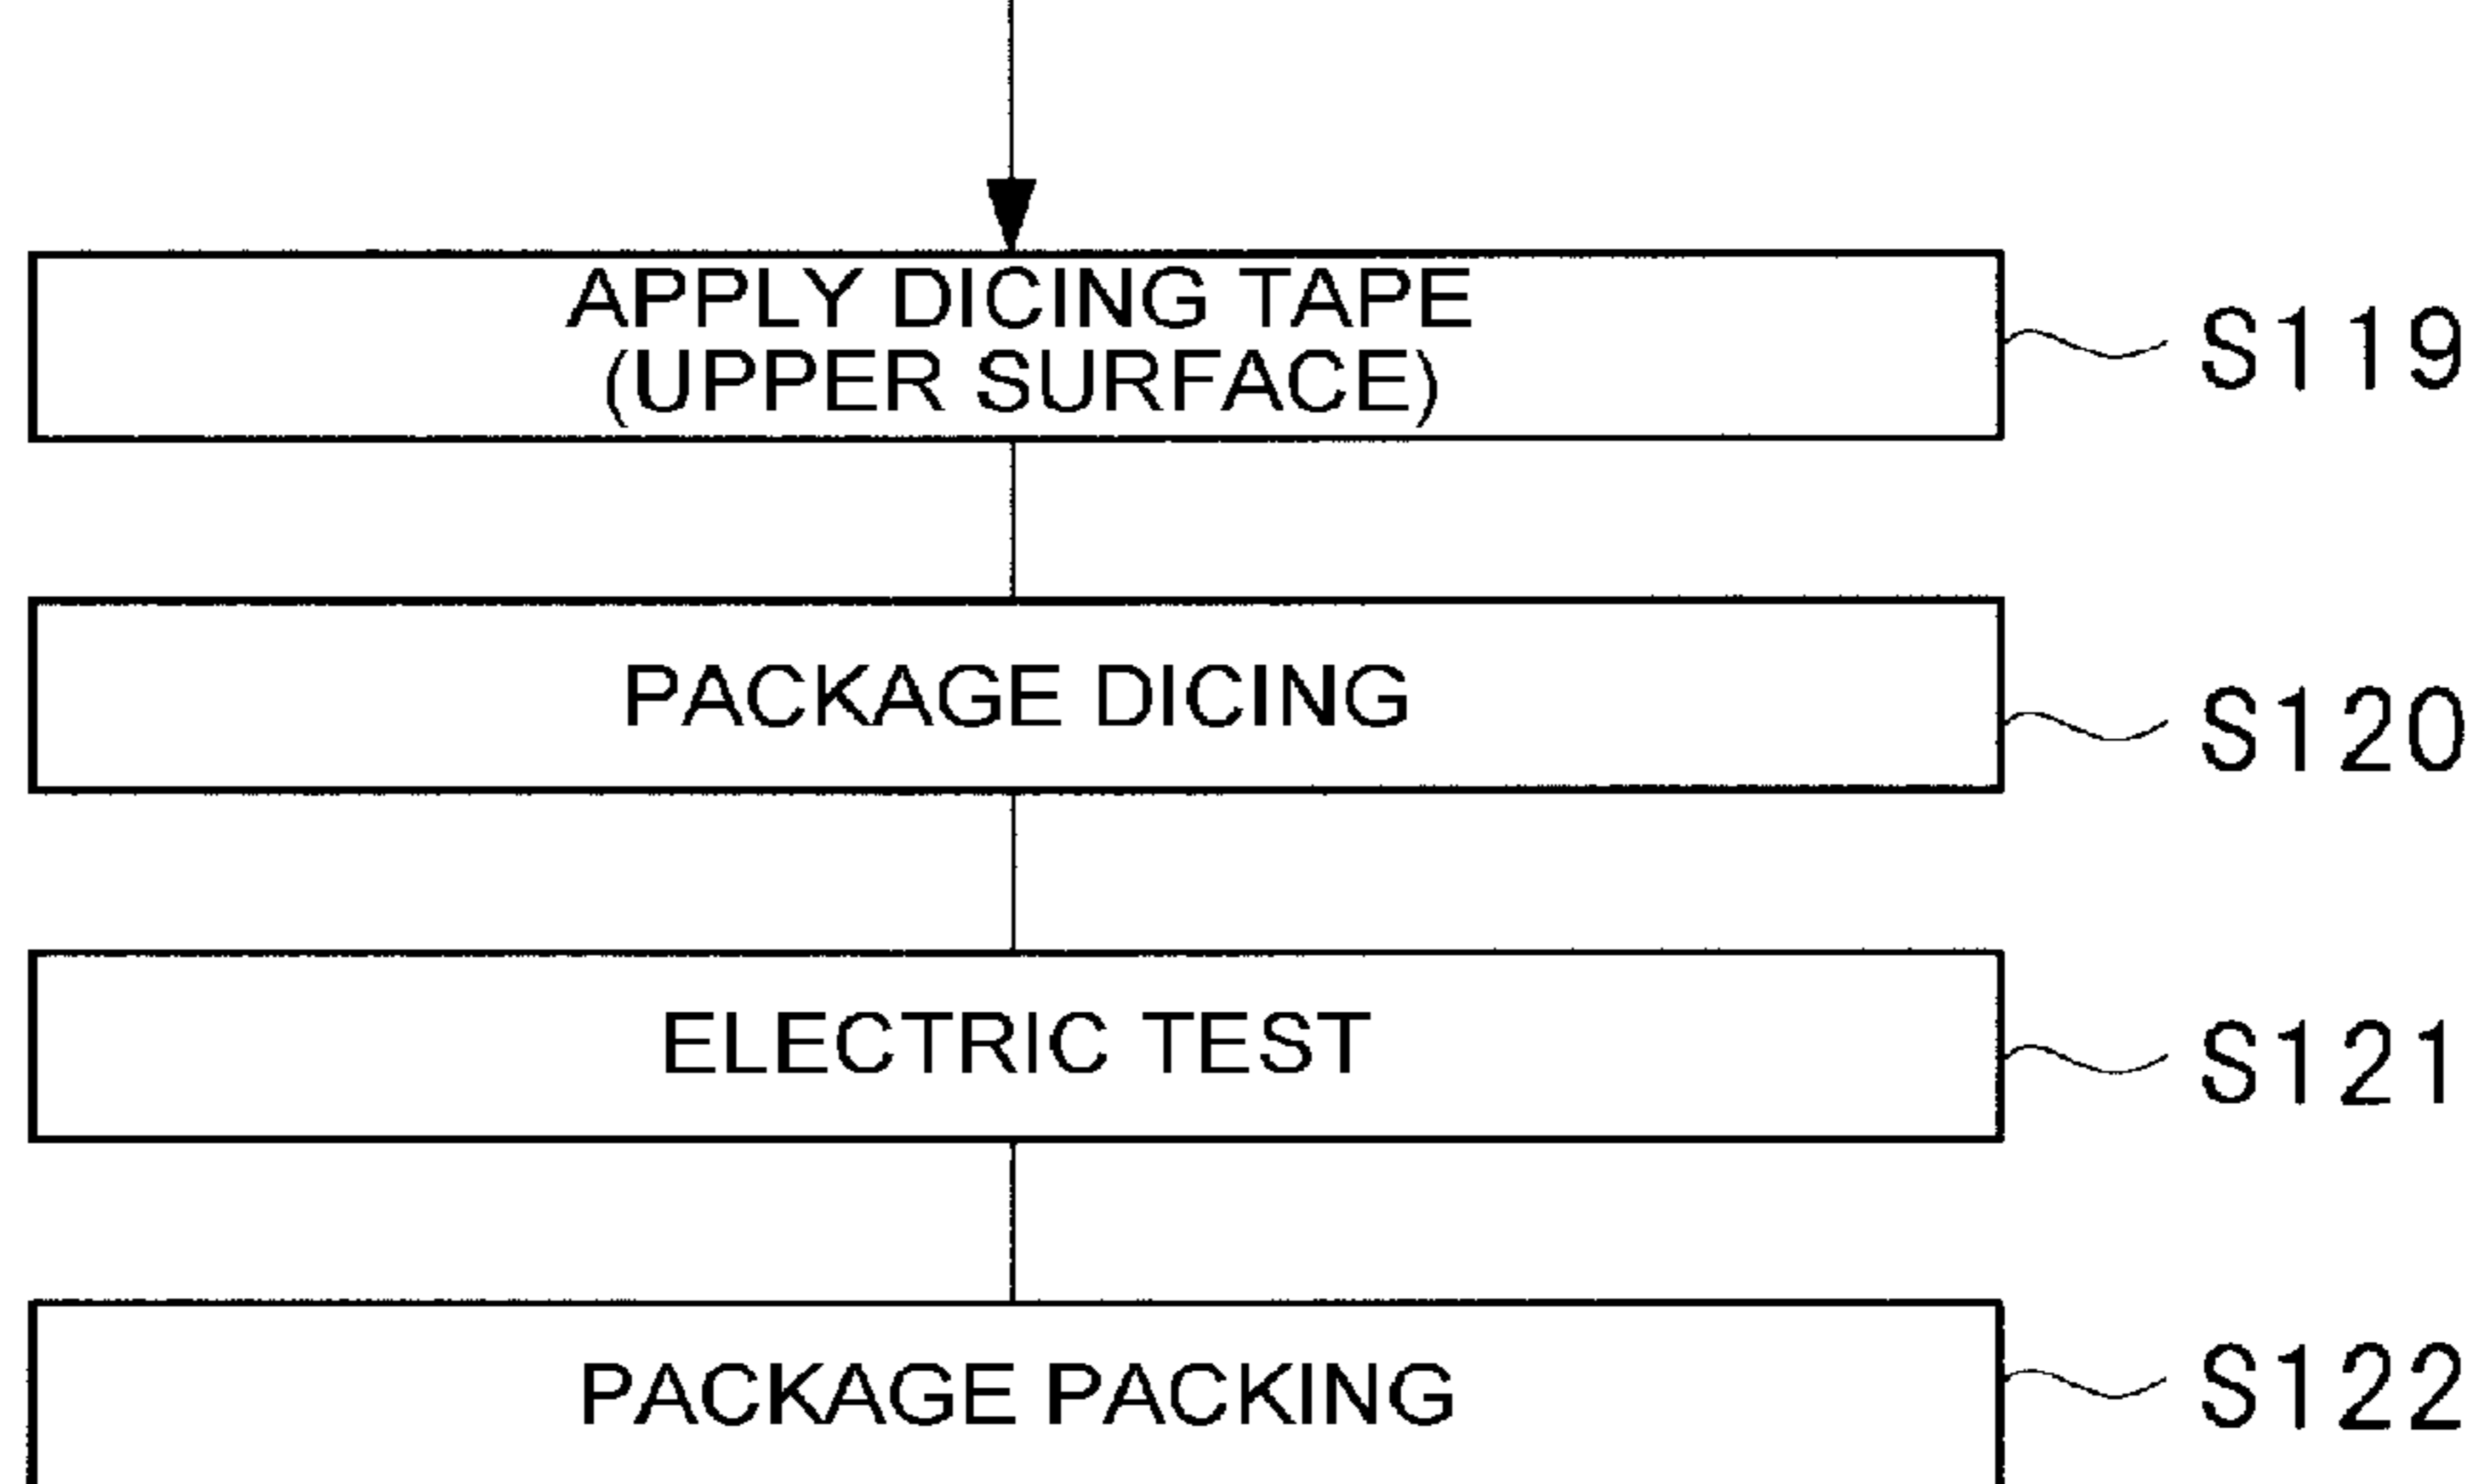 APPLY DICING TAPE
(UPPER SURFACE)
S119
PACKAGE DICING
S120
ELECTRIC TEST
S121
PACKAGE PACKING
S122